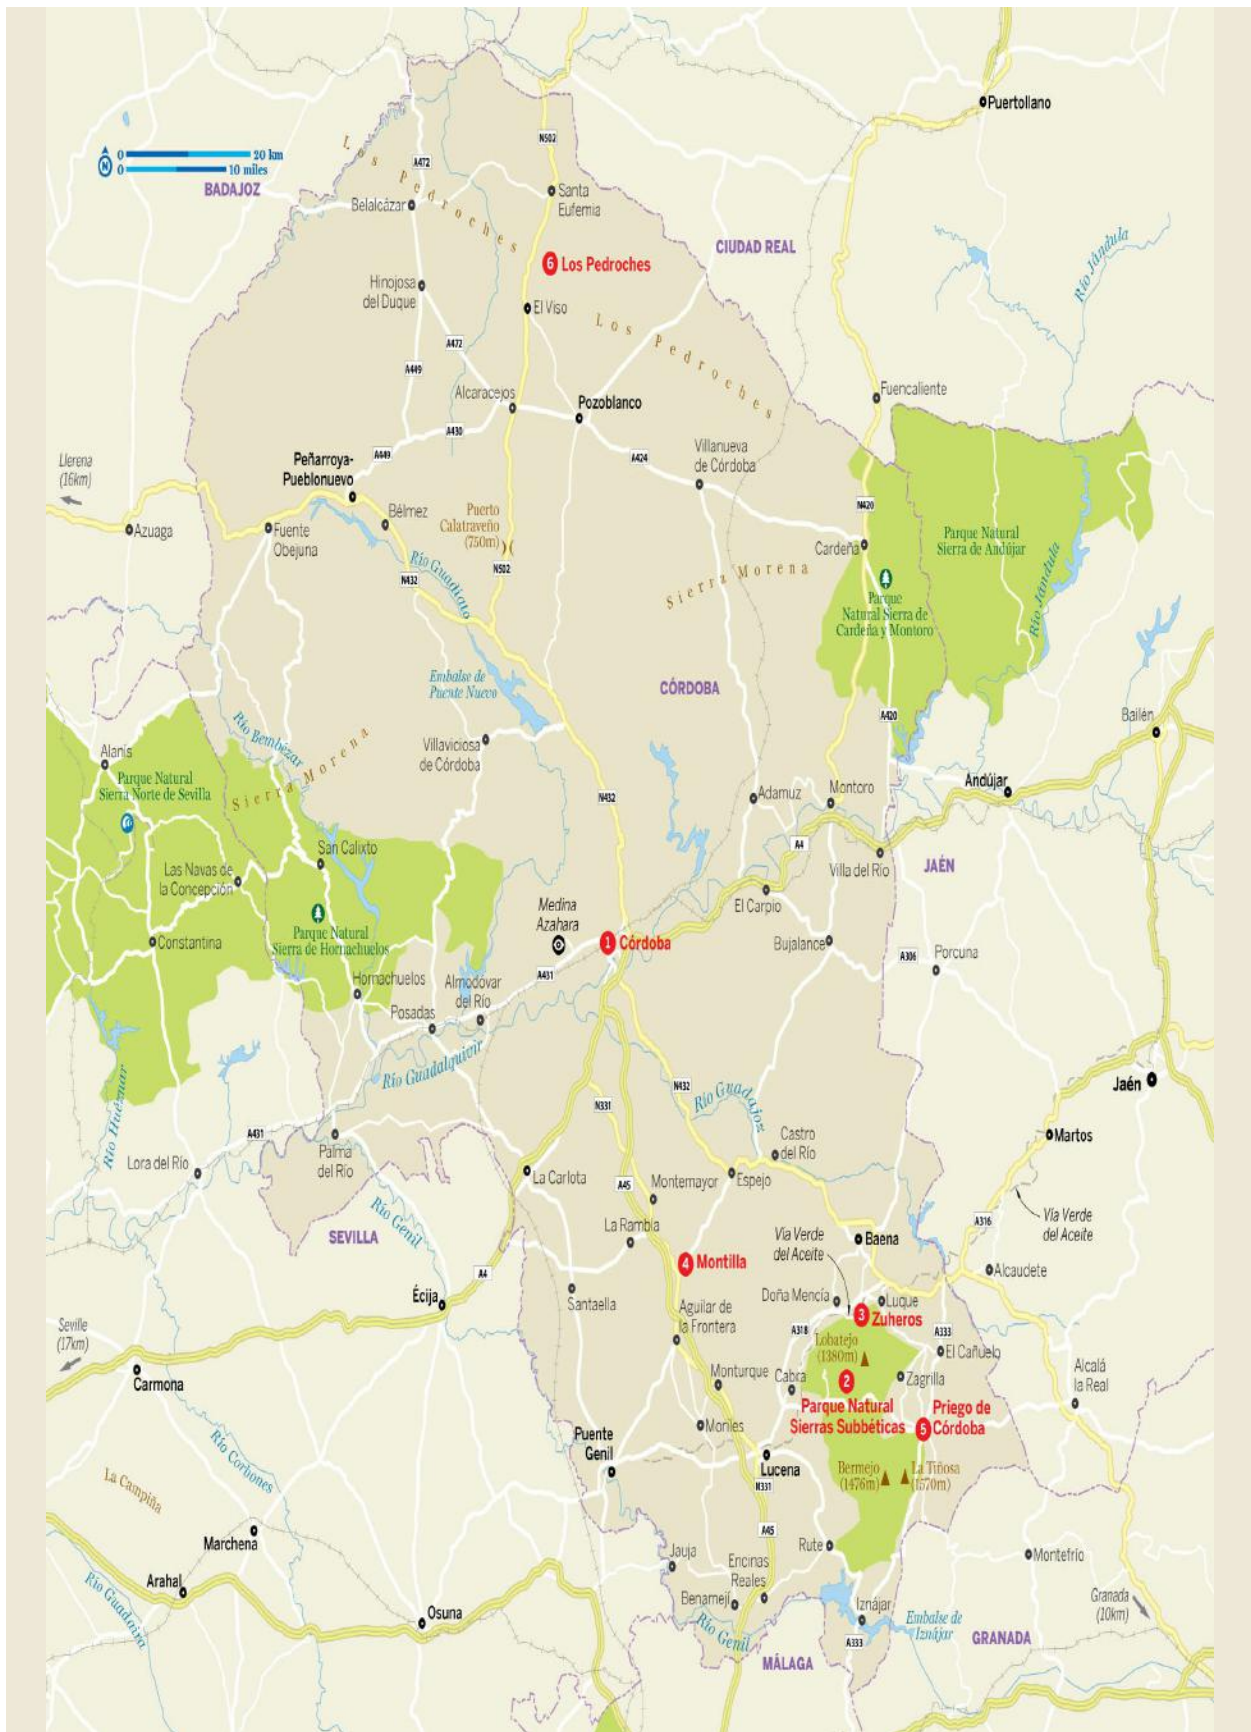 Puertollano
0 20 km
N
0 10 miles
N502
Los Pedroches
A472
BADAJOZ
Santa
Eufemia
Belalcázar
CIUDAD REAL
Río Jándula
6 Los Pedroches
Hinojosa
del Duque
El Viso
Los Pedroches
A472
A449
Fuencaliente
Alcaracejos
Pozoblanco
A430
Villanueva
de Córdoba
A449
A424
Llerena
(16km)
Peñarroya-
Pueblonuevo
N420
Puerto
Calatraveño
(750m)
Bélmez
Azuaga
Fuente
Obejuna
Parque Natural
Sierra de Andújar
Cardeña
Río Guadiato
N502
N432
Sierra Morena
Río Jándula
Parque
Natural Sierra de
Cardeña y Montoro
Embalse de
Puente Nuevo
CÓRDOBA
A420
Bailén
Río Bembézar
Villaviciosa
de Córdoba
Alanís
Sierra Morena
Parque Natural
Sierra Norte de Sevilla
Andújar
N432
Adamuz
Montoro
A4
San Calixto
Villa del Río
JAÉN
Las Navas de
la Concepción
El Carpio
Medina
Azahara
Parque Natural
Sierra de Hornachuelos
Constantina
1 Córdoba
Bujalance
A306
Porcuna
A431
Hornachuelos
Almodovar
del Río
Posadas
Río Guadalquivir
Río Huéznar
N432
Río Guadajoz
Jaén
N331
A431
Martos
Palma
del Río
Castro
del Río
Lora del Río
La Carlota
Montemayor
Espejo
A45
Río Genil
La Rambla
Vía Verde
del Aceite
A316
Vía Verde
del Aceite
SEVILLA
Baena
4 Montilla
A4
Alcaudete
Écija
Santaella
Doña Mencía
Luque
Aguilar de
la Frontera
3 Zuheros
A318
A333
Seville
(17km)
Lobatejo
(1380m)
El Cañuelo
Carmona
Monturque
Cabra
2
Zagrilla
Alcalá
la Real
Parque Natural
Sierras Subbéticas
Priego de
Córdoba
5
Moriles
Puente
Genil
Río Corbones
Lucena
Bermejo
(1476m)
La Tiñosa
(1570m)
La Campiña
N331
Marchena
A45
Rute
Jauja
Encinas
Reales
Montefrío
Arahal
Benamejí
Granada
(10km)
Río Guadaira
Osuna
Iznájar
Río Genil
Embalse de
Iznájar
A333
GRANADA
MÁLAGA